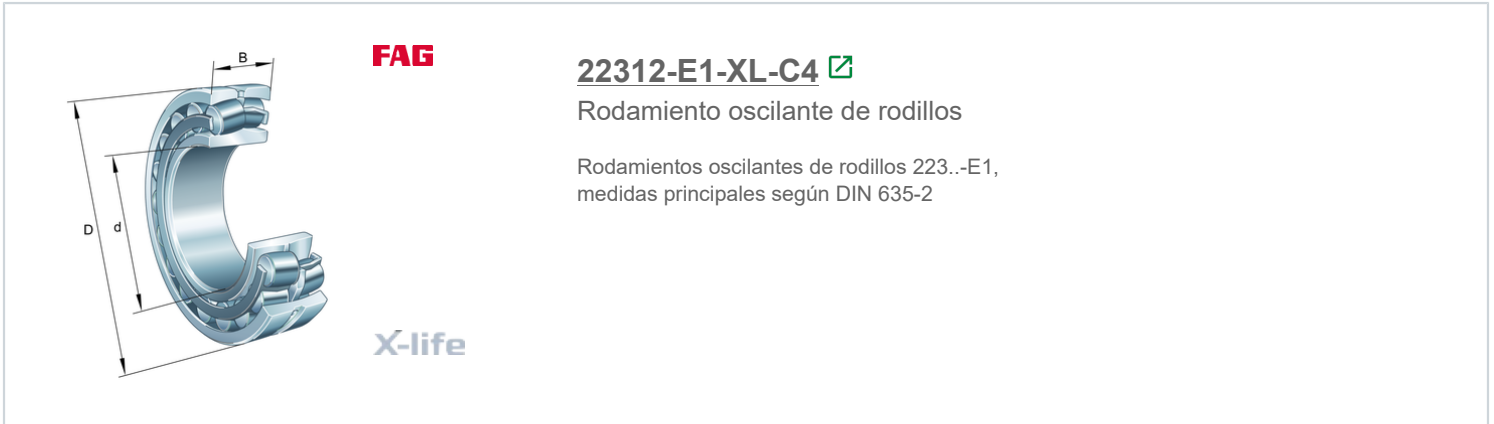 FAG
B
D
d
22312-E1-XL-C4
Rodamiento oscilante de rodillos
Rodamientos oscilantes de rodillos 223..-E1,
medidas principales según DIN 635-2
X-life